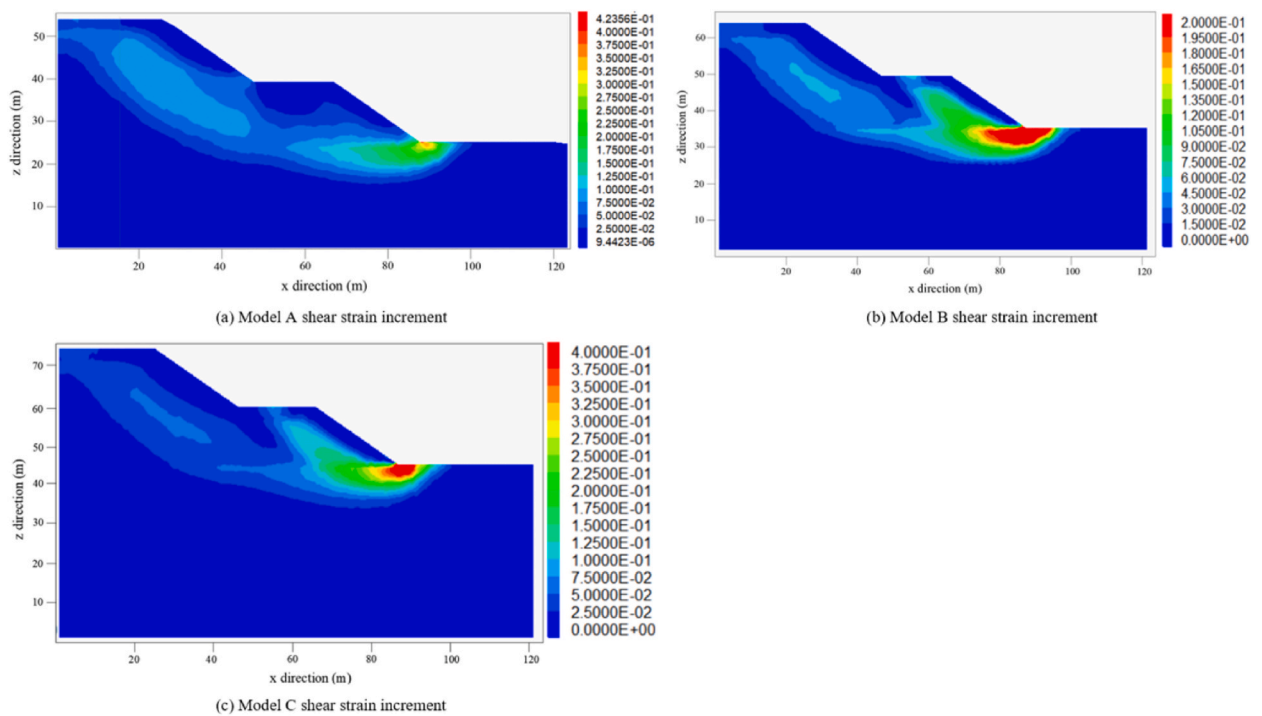 50
40
30
20
10
z direction (m)
20
40
60
80
100
120
x direction (m)
4.2356E-01
4.0000E-01
3.7500E-01
3.5000E-01
3.2500E-01
3.0000E-01
2.7500E-01
2.5000E-01
2.2500E-01
2.0000E-01
1.7500E-01
1.5000E-01
1.2500E-01
1.0000E-01
7.5000E-02
5.0000E-02
2.5000E-02
9.4423E-06
(a) Model A shear strain increment
60
50
40
30
20
10
z direction (m)
20
40
60
80
100
120
x direction (m)
2.0000E-01
1.9500E-01
1.8000E-01
1.6500E-01
1.5000E-01
1.3500E-01
1.2000E-01
1.0500E-01
9.0000E-02
7.5000E-02
6.0000E-02
4.5000E-02
3.0000E-02
1.5000E-02
0.0000E+00
(b) Model B shear strain increment
70
60
50
40
30
20
10
z direction (m)
20
40
60
80
100
120
x direction (m)
4.0000E-01
3.7500E-01
3.5000E-01
3.2500E-01
3.0000E-01
2.7500E-01
2.5000E-01
2.2500E-01
2.0000E-01
1.7500E-01
1.5000E-01
1.2500E-01
1.0000E-01
7.5000E-02
5.0000E-02
2.5000E-02
0.0000E+00
(c) Model C shear strain increment